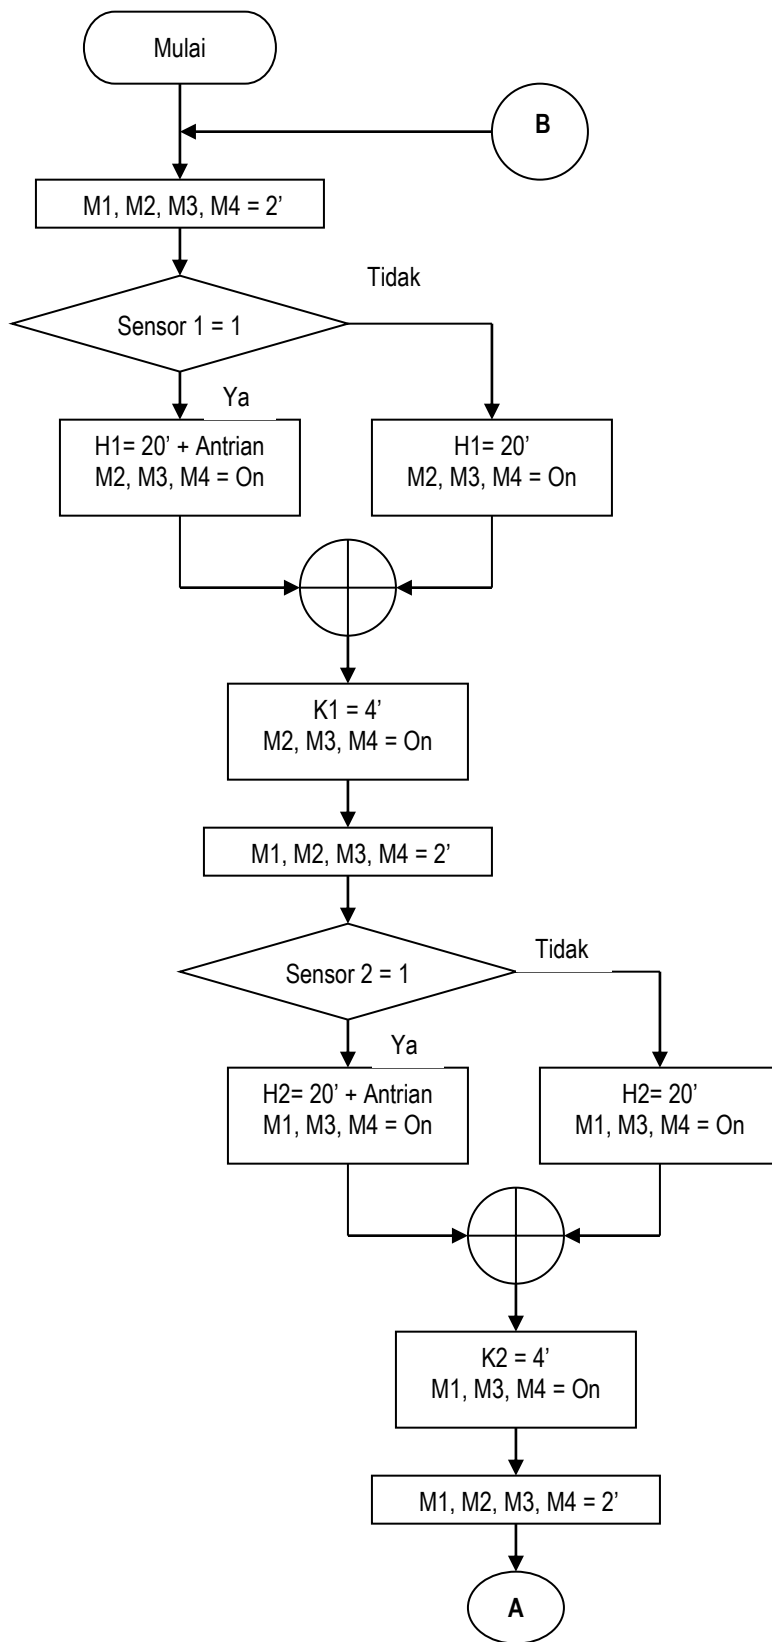 Mulai
B
M1, M2, M3, M4 = 2’
Tidak
Sensor 1 = 1
Ya
H1= 20’ + Antrian
M2, M3, M4 = On
H1= 20’
M2, M3, M4 = On
K1 = 4’
M2, M3, M4 = On
M1, M2, M3, M4 = 2’
Tidak
Sensor 2 = 1
Ya
H2= 20’ + Antrian
M1, M3, M4 = On
H2= 20’
M1, M3, M4 = On
K2 = 4’
M1, M3, M4 = On
M1, M2, M3, M4 = 2’
A